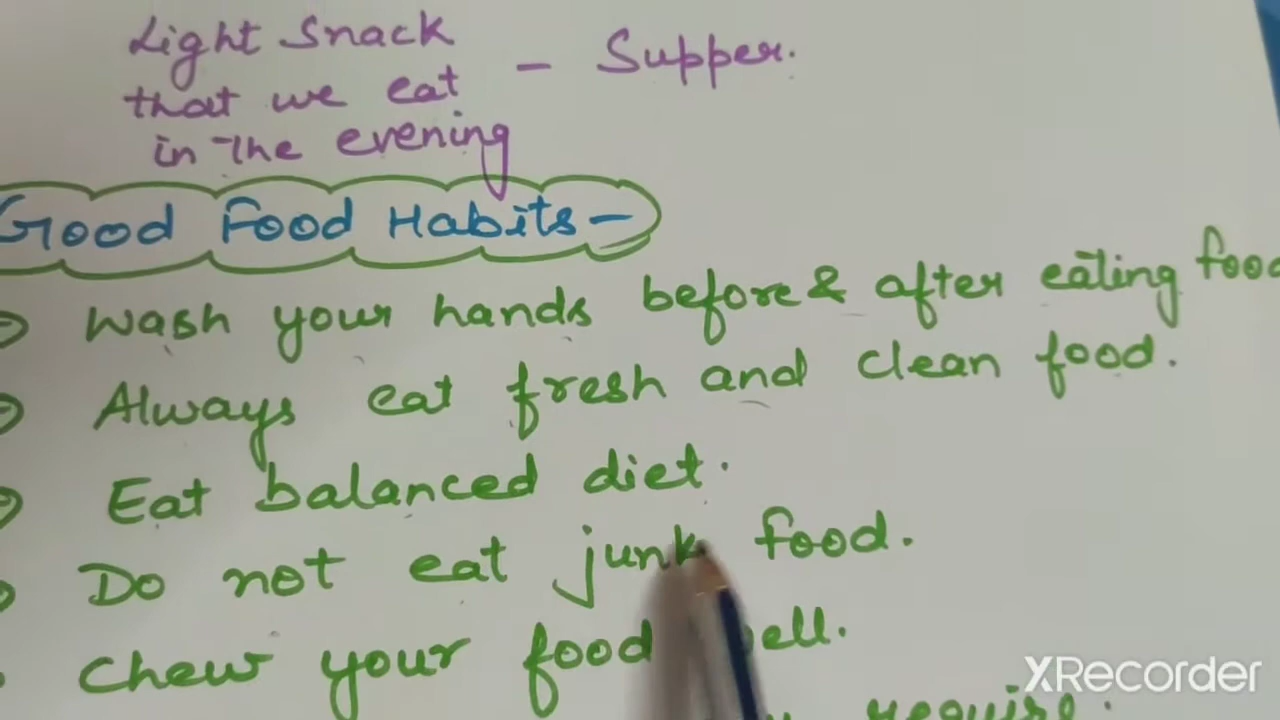 Light Snack
that we eat - Supper.
in the evening
Good Food Habits-
Wash your hands before & after eating food
Always eat fresh and clean food.
Eat balanced diet.
Do not eat junk food.
Chew your food well.
require.
XRecorder